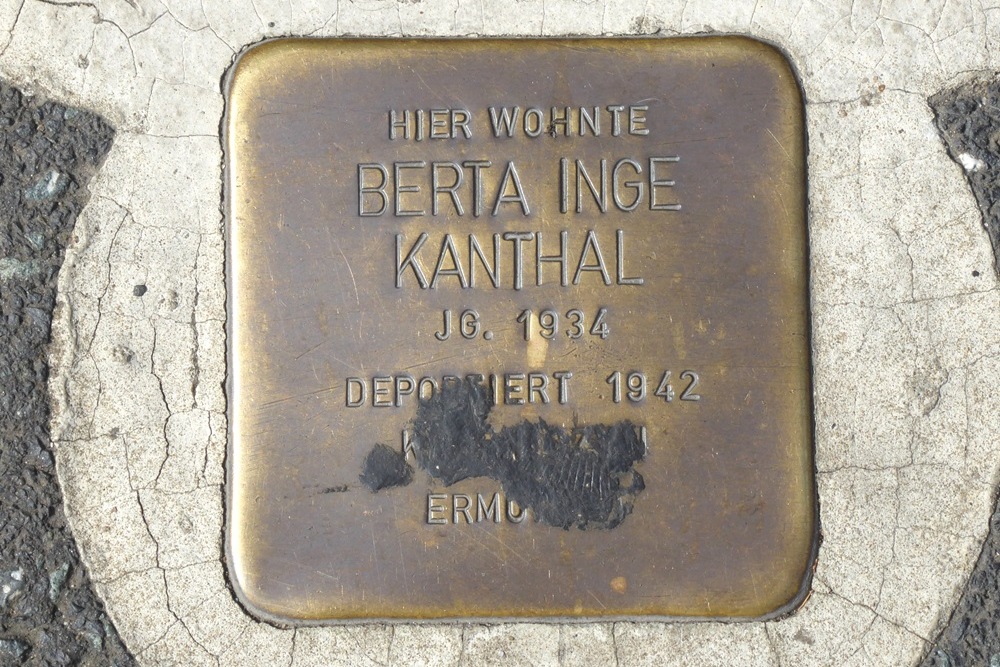 HIER WOHNTE
BERTA INGE
KANTHAL
JG. 1934
DEPORTIERT 1942